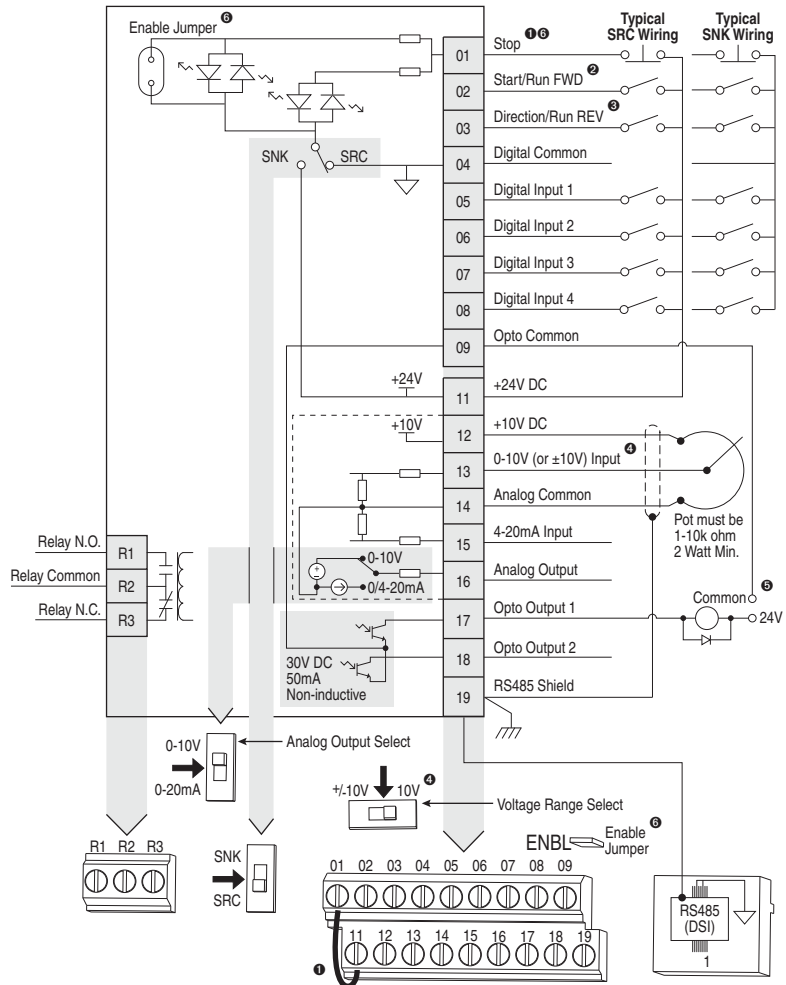 Enable Jumper ❻
Typical
SRC Wiring
Typical
SNK Wiring
01 Stop ❶❻
02 Start/Run FWD ❷
03 Direction/Run REV ❸
SNK SRC
04 Digital Common
05 Digital Input 1
06 Digital Input 2
07 Digital Input 3
08 Digital Input 4
09 Opto Common
+24V
11 +24V DC
+10V
12 +10V DC
13 0-10V (or ±10V) Input ❹
14 Analog Common
Pot must be
1-10k ohm
2 Watt Min.
15 4-20mA Input
Relay N.O.
R1
0-10V
Relay Common
R2
0/4-20mA
16 Analog Output
Relay N.C.
R3
Common ❺
24V
17 Opto Output 1
18 Opto Output 2
30V DC
50mA
Non-inductive
19 RS485 Shield
0-10V
0-20mA
Analog Output Select
+/-10V 10V ❹
Voltage Range Select
R1 R2 R3
SNK
SRC
ENBL
Enable ❻
Jumper
01 02 03 04 05 06 07 08 09
11 12 13 14 15 16 17 18 19
❶
RS485
(DSI)
1